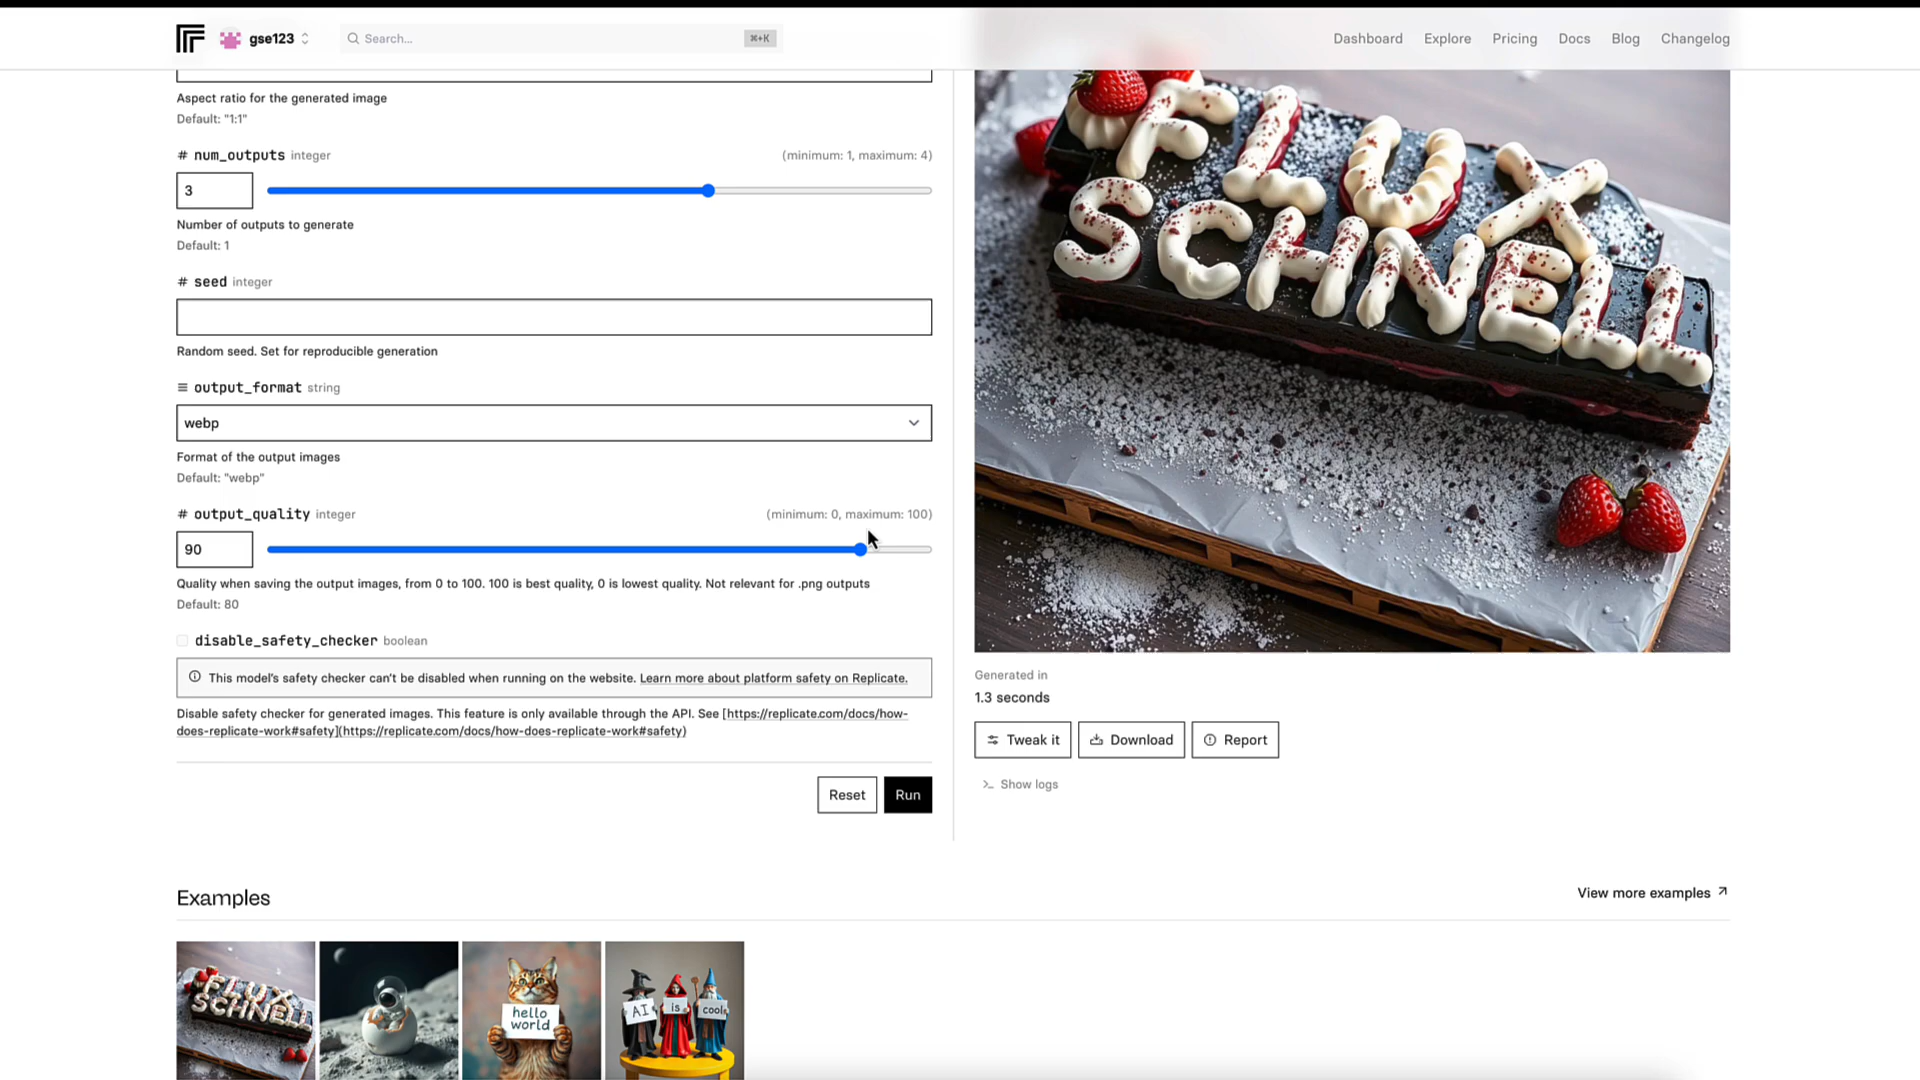 gse123
Search...
⌘+K
Dashboard
Explore
Pricing
Docs
Blog
Changelog
Aspect ratio for the generated image
Default: "1:1"
# num_outputs integer
(minimum: 1, maximum: 4)
3
Number of outputs to generate
Default: 1
# seed integer
Random seed. Set for reproducible generation
output_format string
webp
Format of the output images
Default: "webp"
# output_quality integer
(minimum: 0, maximum: 100)
90
Quality when saving the output images, from 0 to 100. 100 is best quality, 0 is lowest quality. Not relevant for .png outputs
Default: 80
disable_safety_checker boolean
This model's safety checker can't be disabled when running on the website. Learn more about platform safety on Replicate.
Disable safety checker for generated images. This feature is only available through the API. See [https://replicate.com/docs/how-
does-replicate-work#safety](https://replicate.com/docs/how-does-replicate-work#safety)
Reset
Run
FLUX
SCHNELL
Generated in
1.3 seconds
Tweak it
Download
Report
>_ Show logs
Examples
View more examples
FLUX
SCHNELL
hello
world
AI
is
cool